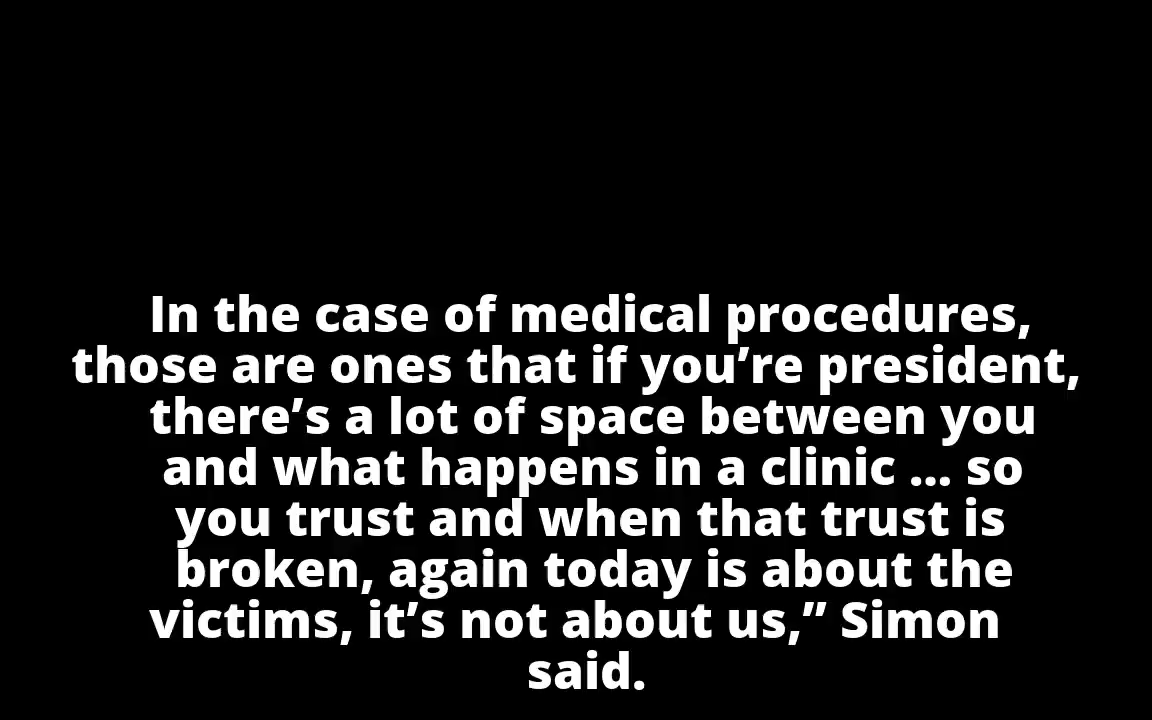 In the case of medical procedures,
those are ones that if you’re president,
there’s a lot of space between you
and what happens in a clinic ... so
you trust and when that trust is
broken, again today is about the
victims, it’s not about us,” Simon
said.